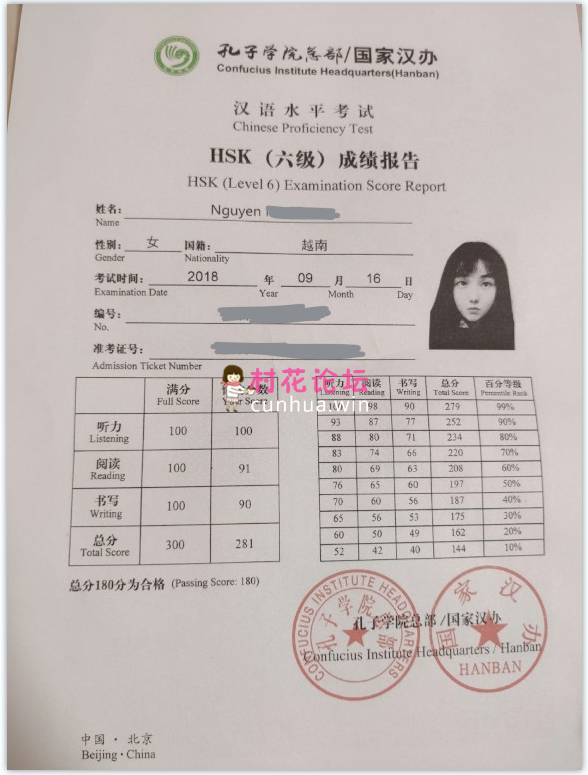 孔子学院总部/国家汉办
Confucius Institute Headquarters(Hanban)
汉语水平考试
Chinese Proficiency Test
HSK（六级）成绩报告
HSK (Level 6) Examination Score Report
姓名： Nguyen
Name
性别： 女 国籍： 越南
Gender Nationality
考试时间： 2018 年 09 月 16 日
Examination Date Year Month Day
编号：
No.
准考证号：
Admission Ticket Number
村花论坛
cunhua.win
满分 数
Full Score Your Score
听力 100 100
Listening
阅读 100 91
Reading
书写 100 90
Writing
总分 300 281
Total Score
听力 阅读 书写 总分 百分等级
Listening Reading Writing Total Score Percentile Rank
100 98 90 279 99%
93 87 77 252 90%
88 80 71 234 80%
83 74 66 220 70%
80 69 63 208 60%
76 65 60 197 50%
70 60 56 187 40%
65 56 53 175 30%
60 50 49 162 20%
52 42 40 144 10%
总分180分为合格 (Passing Score: 180)
CONFUCIUS INSTITUTE HEADQUARTERS
孔子学院总部
国家汉办
HANBAN
孔子学院总部/国家汉办
Confucius Institute Headquarters / Hanban
中国·北京
Beijing·China